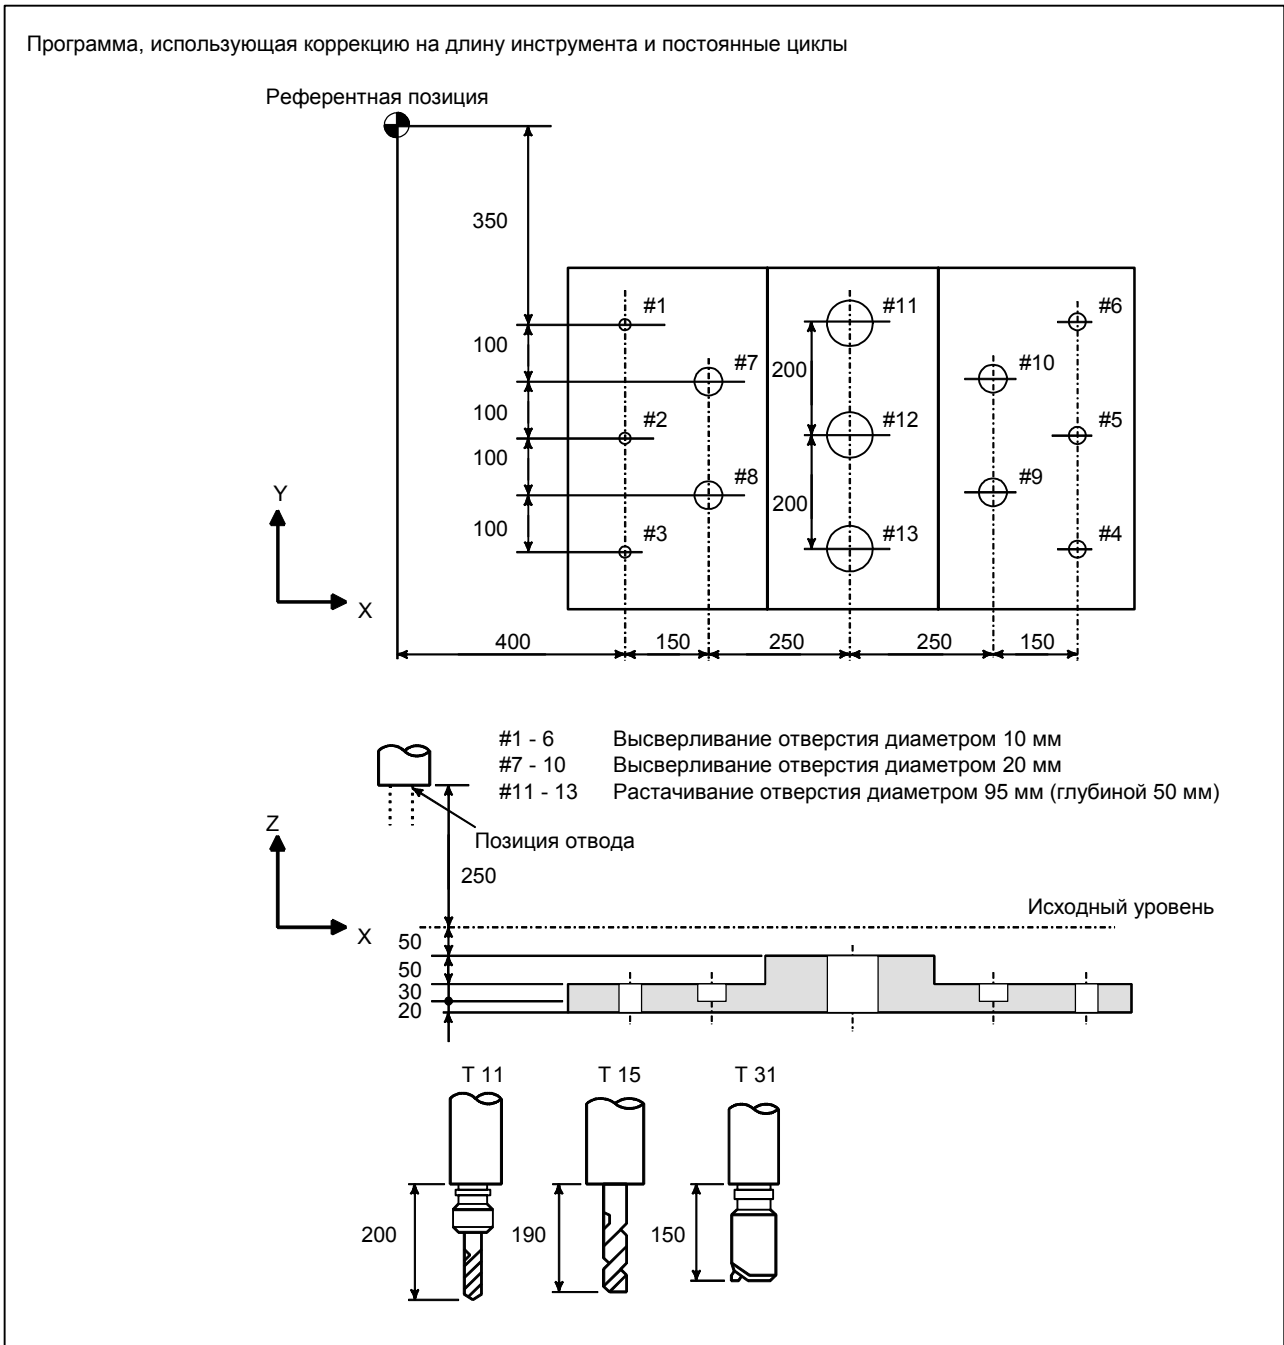 Программа, использующая коррекцию на длину инструмента и постоянные циклы
Референтная позиция
350
#1
#11
#6
100
#7
200
#10
100
#2
#12
#5
100
#8
#9
Y
200
100
#3
#13
#4
X
400
150
250
250
150
#1 - 6 Высверливание отверстия диаметром 10 мм
#7 - 10 Высверливание отверстия диаметром 20 мм
#11 - 13 Растачивание отверстия диаметром 95 мм (глубиной 50 мм)
Z
Позиция отвода
250
Исходный уровень
X
50
50
30
20
T 11
T 15
T 31
200
190
150